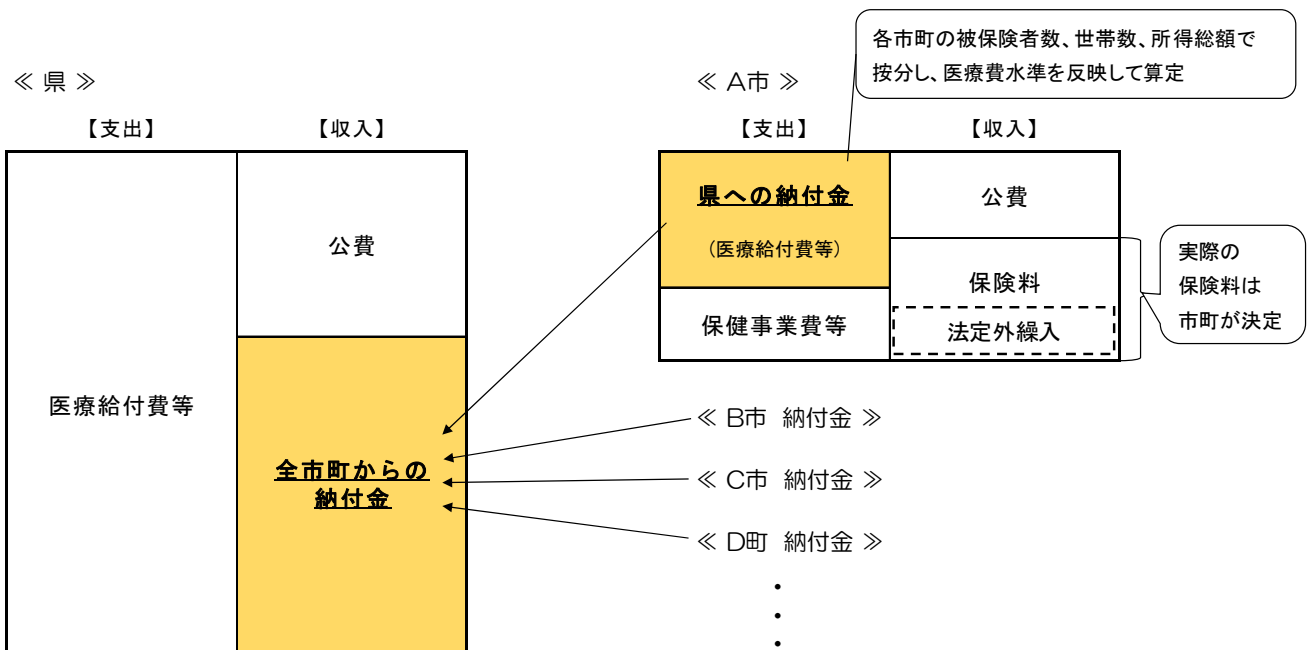 各市町の被保険者数、世帯数、所得総額で
按分し、医療費水準を反映して算定
≪ 県 ≫
≪ A市 ≫
【支出】
【収入】
【支出】
【収入】
医療給付費等
公費
全市町からの
納付金
県への納付金
(医療給付費等)
保健事業費等
公費
保険料
法定外繰入
実際の
保険料は
市町が決定
≪ B市 納付金 ≫
≪ C市 納付金 ≫
≪ D町 納付金 ≫
・
・
・